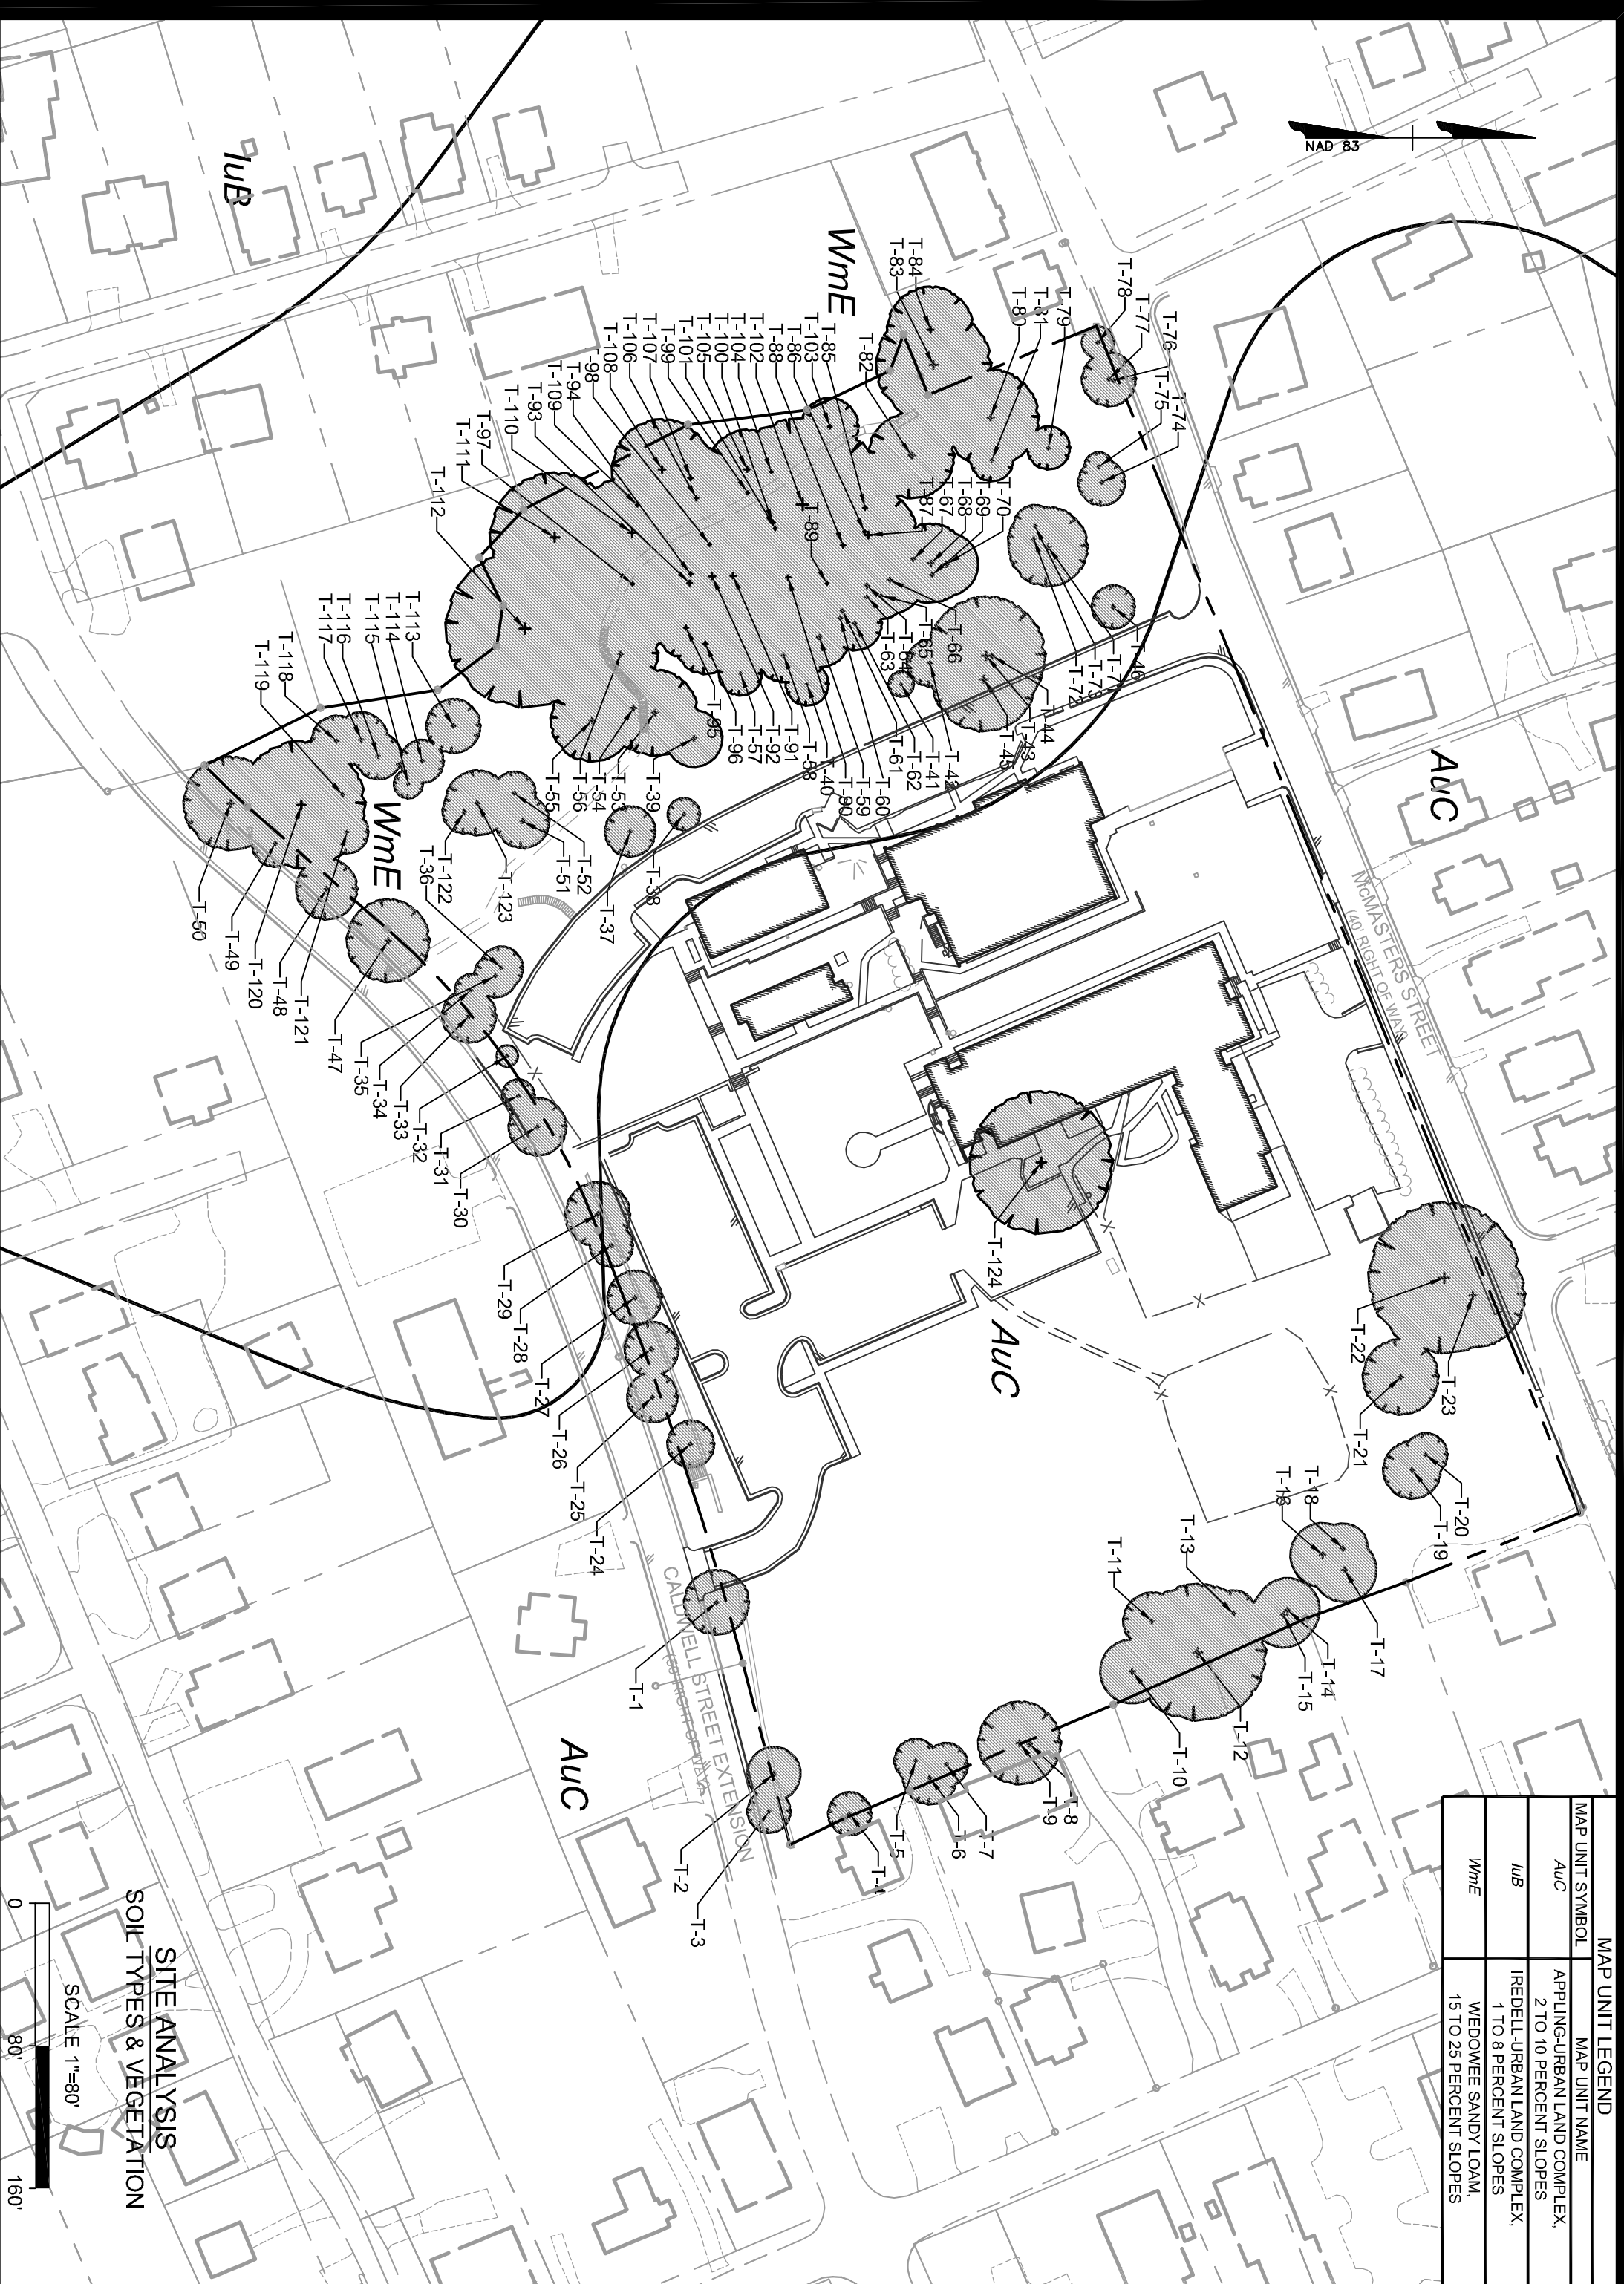 MAP UNIT LEGEND
MAP UNIT SYMBOL MAP UNIT NAME
AuC APPLING-URBAN LAND COMPLEX,
2 TO 10 PERCENT SLOPES
IuB IREDELL-URBAN LAND COMPLEX,
1 TO 8 PERCENT SLOPES
WmE WEDOWEE SANDY LOAM,
15 TO 25 PERCENT SLOPES
NAD 83
IuB
WmE
AuC
WmE
AuC
AuC
McMASTERS STREET
(40' RIGHT OF WAY)
CALDWELL STREET EXTENSION
(60' RIGHT OF WAY)
T-84
T-83
T-78
T-77
T-76
T-75
T-74
T-79
T-81
T-80
T-82
T-85
T-103
T-86
T-88
T-102
T-104
T-100
T-105
T-101
T-99
T-107
T-106
T-108
T-98
T-94
T-109
T-93
T-110
T-97
T-111
T-112
T-89
T-70
T-69
T-68
T-67
T-87
T-46
T-71
T-73
T-72
T-66
T-65
T-64
T-63
T-44
T-43
T-45
T-42
T-41
T-62
T-61
T-60
T-59
T-90
T-40
T-58
T-91
T-92
T-57
T-96
T-95
T-39
T-53
T-54
T-56
T-55
T-113
T-114
T-115
T-116
T-117
T-118
T-119
T-38
T-37
T-52
T-51
T-123
T-122
T-36
T-50
T-49
T-120
T-48
T-121
T-47
T-35
T-34
T-33
T-32
T-31
T-30
T-29
T-28
T-27
T-26
T-25
T-24
T-124
T-22
T-23
T-21
T-20
T-19
T-18
T-16
T-17
T-13
T-11
T-14
T-15
T-12
T-10
T-8
T-9
T-7
T-6
T-5
T-4
T-1
T-2
T-3
SITE ANALYSIS
SOIL TYPES & VEGETATION
SCALE 1"=80'
0 80' 160'